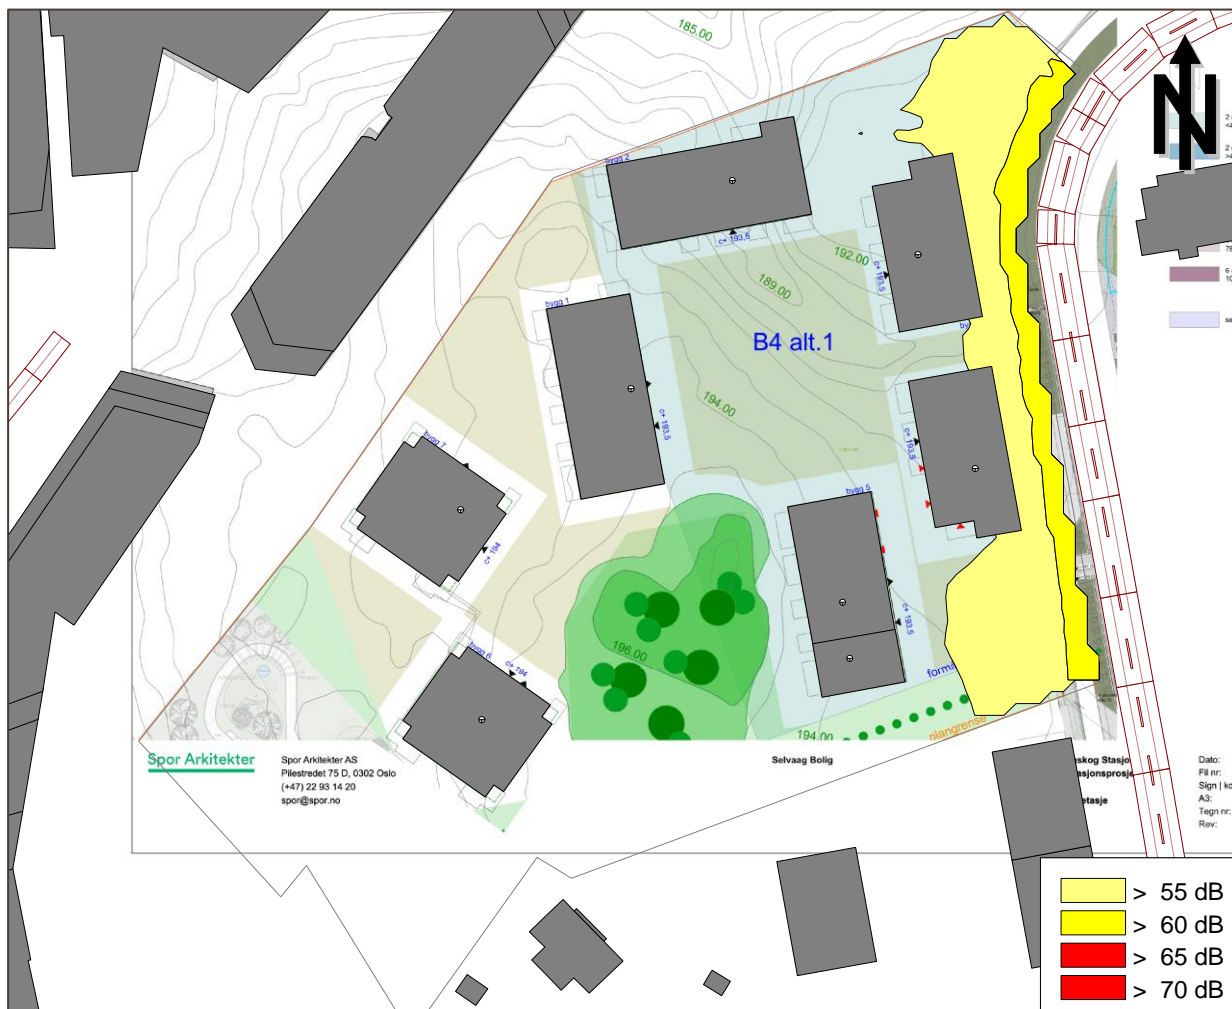 185.00
N
bygg 2
c+ 193,5
192.00
c+ 193,5
189.00
bygg 1
B4 alt.1
194.00
c+ 193,5
c+ 193,5
bygg 7
bygg 5
c+ 194
c+ 193,5
bygg 6
c+ 194
196.00
194.00
plangrense
Spor Arkitekter
Spor Arkitekter AS
Pilestredet 75 D, 0302 Oslo
(+47) 22 93 14 20
spor@spor.no
Selvaag Bolig
Dato:
Fil nr:
A3:
Tegn nr:
Rev:
> 55 dB
> 60 dB
> 65 dB
> 70 dB